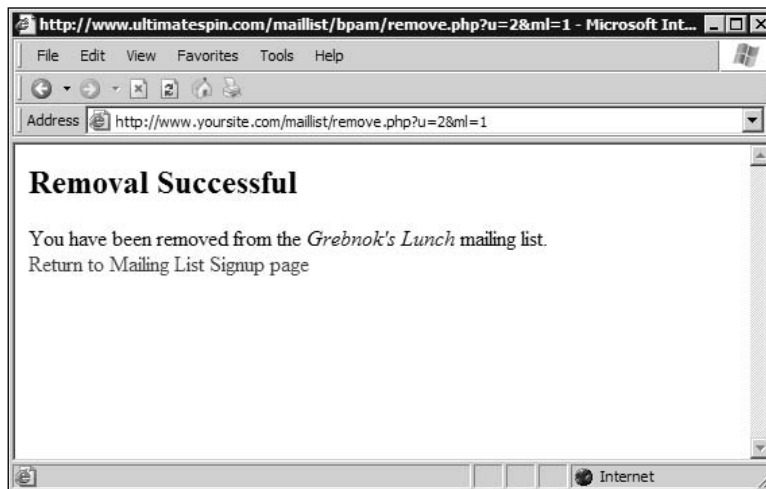 http://www.ultimatespin.com/maillist/bpam/remove.php?u=2&ml=1 - Microsoft Int...
File Edit View Favorites Tools Help
Address http://www.yoursite.com/maillist/remove.php?u=2&ml=1
Removal Successful
You have been removed from the Grebnok's Lunch mailing list.
Return to Mailing List Signup page
Internet